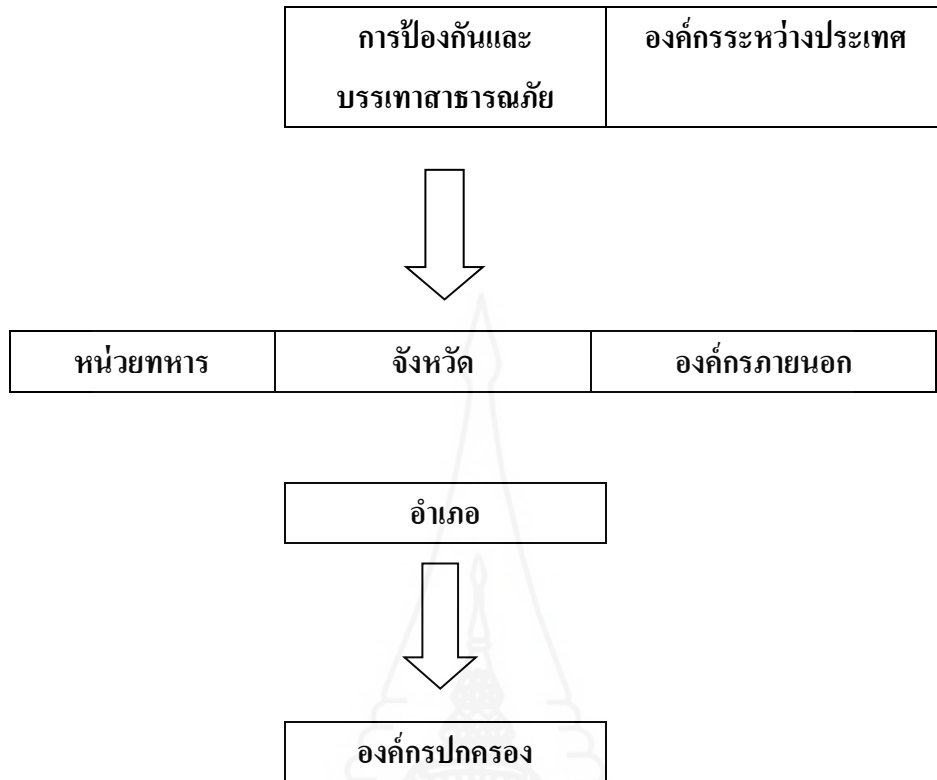 การป้องกันและ
บรรเทาสาธารณภัย
องค์กรระหว่างประเทศ
หน่วยทหาร
จังหวัด
องค์กรภายนอก
อำเภอ
องค์กรปกครอง